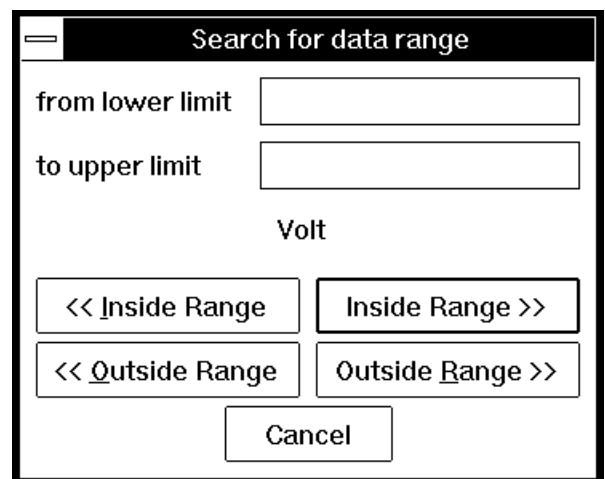 Search for data range
from lower limit
to upper limit
Volt
<< Inside Range
Inside Range >>
<< Outside Range
Outside Range >>
Cancel